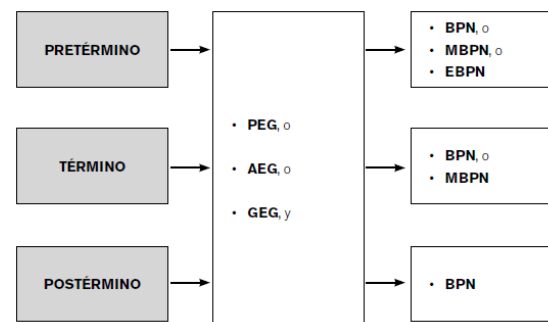 PRETÉRMINO
TÉRMINO
POSTÉRMINO
• PEG, o
• AEG, o
• GEG, y
• BPN, o
• MBPN, o
• EBPN
• BPN, o
• MBPN
• BPN